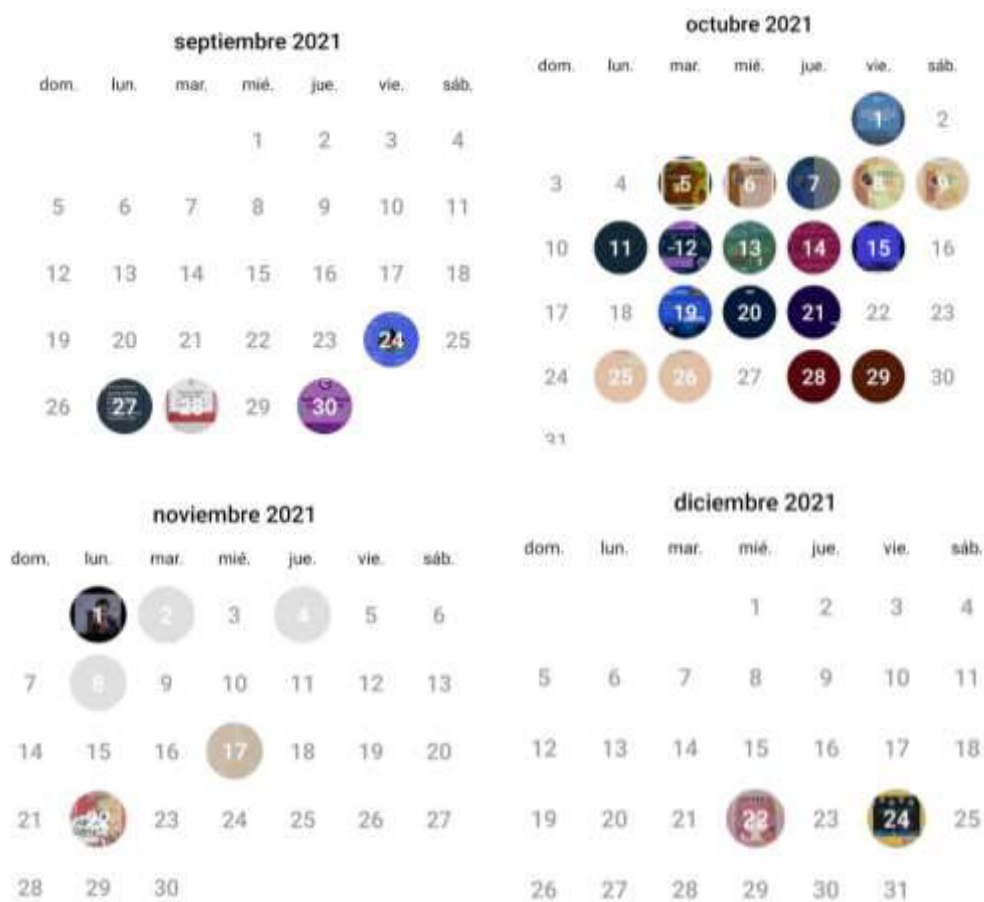 septiembre 2021
dom. lun. mar. mié. jue. vie. sáb.
1 2 3 4
5 6 7 8 9 10 11
12 13 14 15 16 17 18
19 20 21 22 23 24 25
26 27 28 29 30
octubre 2021
dom. lun. mar. mié. jue. vie. sáb.
1 2
3 4 5 6 7 8 9
10 11 12 13 14 15 16
17 18 19 20 21 22 23
24 25 26 27 28 29 30
31
noviembre 2021
dom. lun. mar. mié. jue. vie. sáb.
1 2 3 4 5 6
7 8 9 10 11 12 13
14 15 16 17 18 19 20
21 23 24 25 26 27
28 29 30
diciembre 2021
dom. lun. mar. mié. jue. vie. sáb.
1 2 3 4
5 6 7 8 9 10 11
12 13 14 15 16 17 18
19 20 21 22 23 24 25
26 27 28 29 30 31